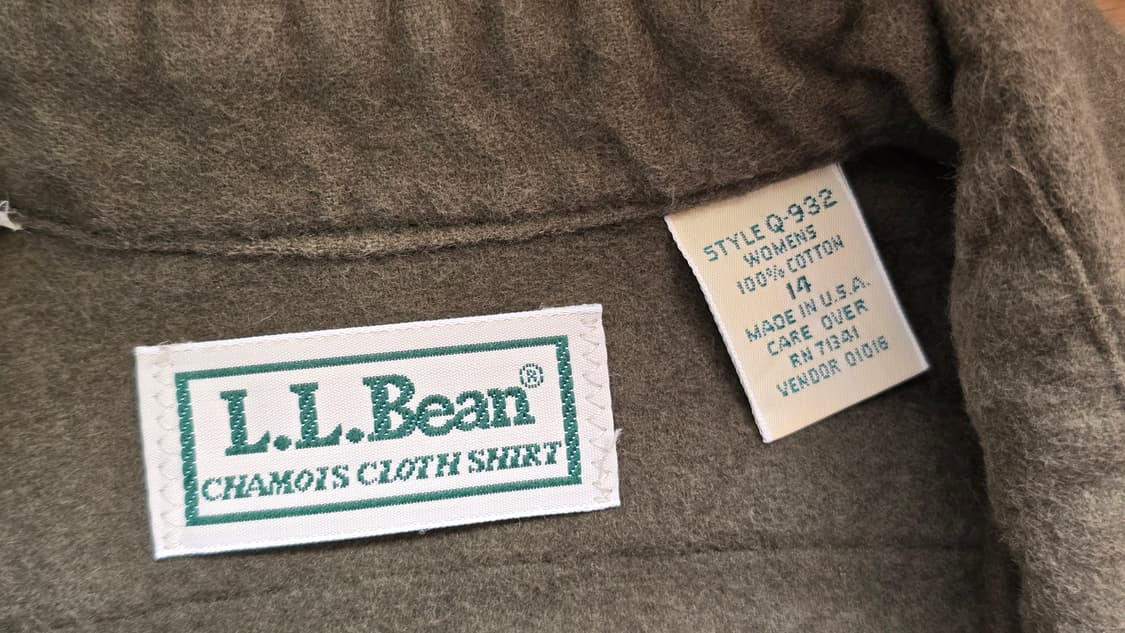 L.L.Bean®
CHAMOIS CLOTH SHIRT
STYLE Q-932
WOMENS
100% COTTON
14
MADE IN U.S.A.
CARE OVER
RN 71341
VENDOR 01016